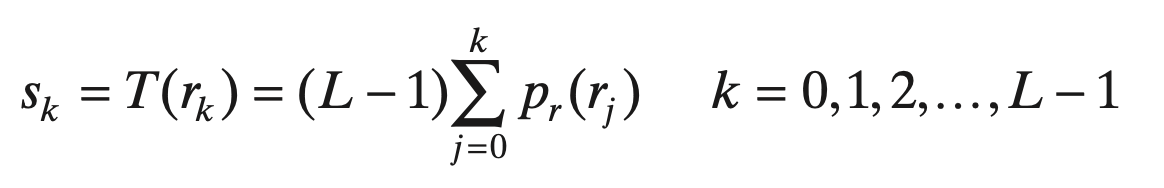 s_k = T(r_k) = (L − 1) ∑_{j=0}^{k} p_r(r_j)    k = 0,1,2,…,L − 1